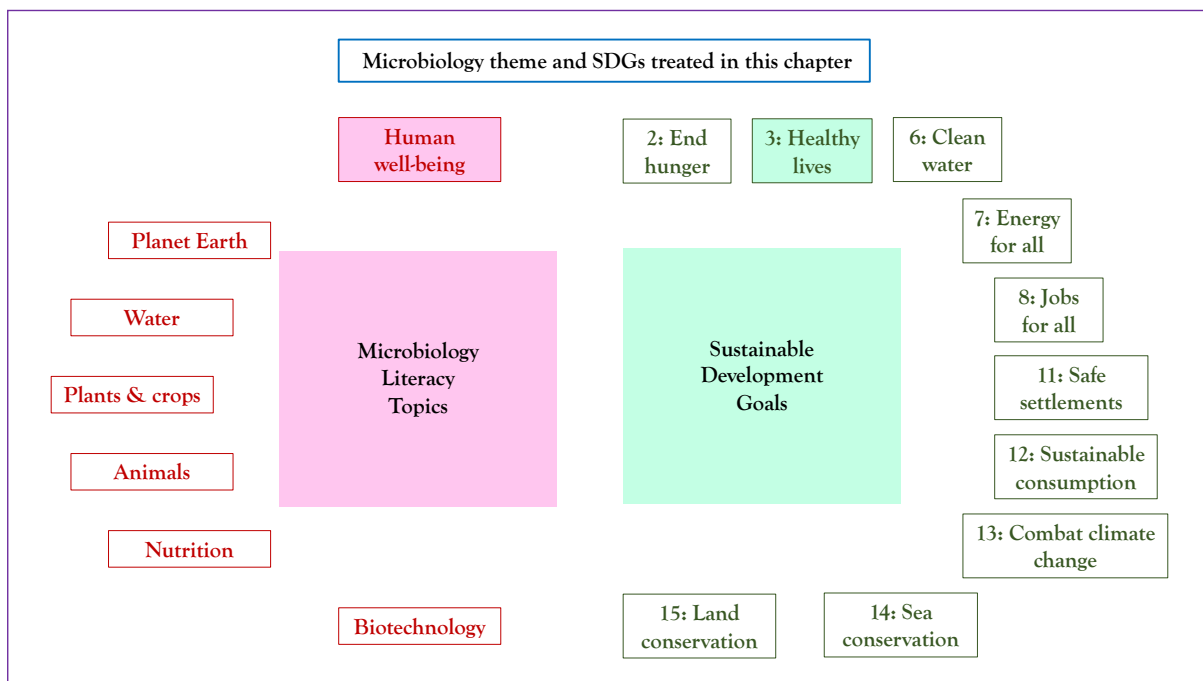 Microbiology theme and SDGs treated in this chapter
Human
well-being
2: End
hunger
3: Healthy
lives
6: Clean
water
Planet Earth
7: Energy
for all
Water
8: Jobs
for all
Microbiology
Literacy
Topics
Sustainable
Development
Goals
Plants & crops
11: Safe
settlements
Animals
12: Sustainable
consumption
Nutrition
13: Combat climate
change
Biotechnology
15: Land
conservation
14: Sea
conservation